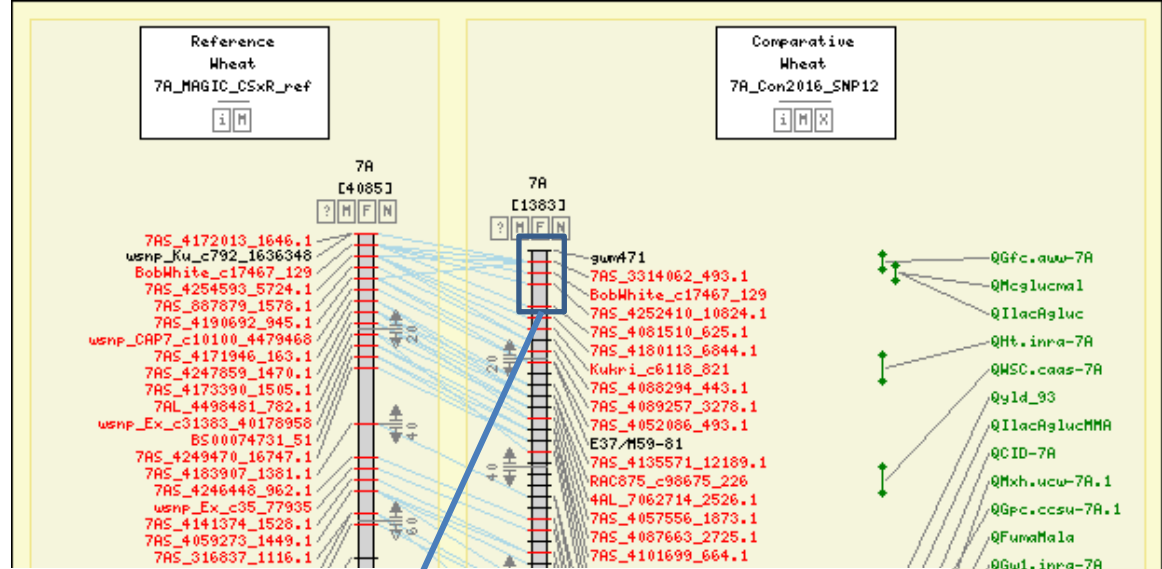 Reference
Wheat
7A_MAGIC_CSxR_ref
i M
Comparative
Wheat
7A_Con2016_SNP12
i M X
7A
[4085]
? M F N
7AS_4172013_1646.1
wsnp_Ku_c792_1636348
BobWhite_c17467_129
7AS_4254593_5724.1
7AS_887879_1578.1
7AS_4190692_945.1
wsnp_CAP7_c10100_4479468
7AS_4171946_163.1
7AS_4247859_1470.1
7AS_4173390_1505.1
7AL_4498481_782.1
wsnp_Ex_c31383_40178958
BS00074731_51
7AS_4249470_16747.1
7AS_4183907_1381.1
7AS_4246448_962.1
wsnp_Ex_c35_77935
7AS_4141374_1528.1
7AS_4059273_1449.1
7AS_316837_1116.1
20
40
60
7A
[1383]
? M F N
20
40
gwm471
7AS_3314062_493.1
BobWhite_c17467_129
7AS_4252410_10824.1
7AS_4081510_625.1
7AS_4180113_6844.1
Kukri_c6118_821
7AS_4088294_443.1
7AS_4089257_3278.1
7AS_4052086_493.1
E37/M59-81
7AS_4135571_12189.1
RAC875_c98675_226
4AL_7062714_2526.1
7AS_4057556_1873.1
7AS_4087663_2725.1
7AS_4101699_664.1
QGfc.aww-7A
QMcglucmal
QIlacAgluc
QHt.inra-7A
QWSC.caas-7A
Qyld_93
QIlacAglucMMA
QCID-7A
QMxh.ucw-7A.1
QGpc.ccsu-7A.1
QFumaMala
QGw1.inra-7A